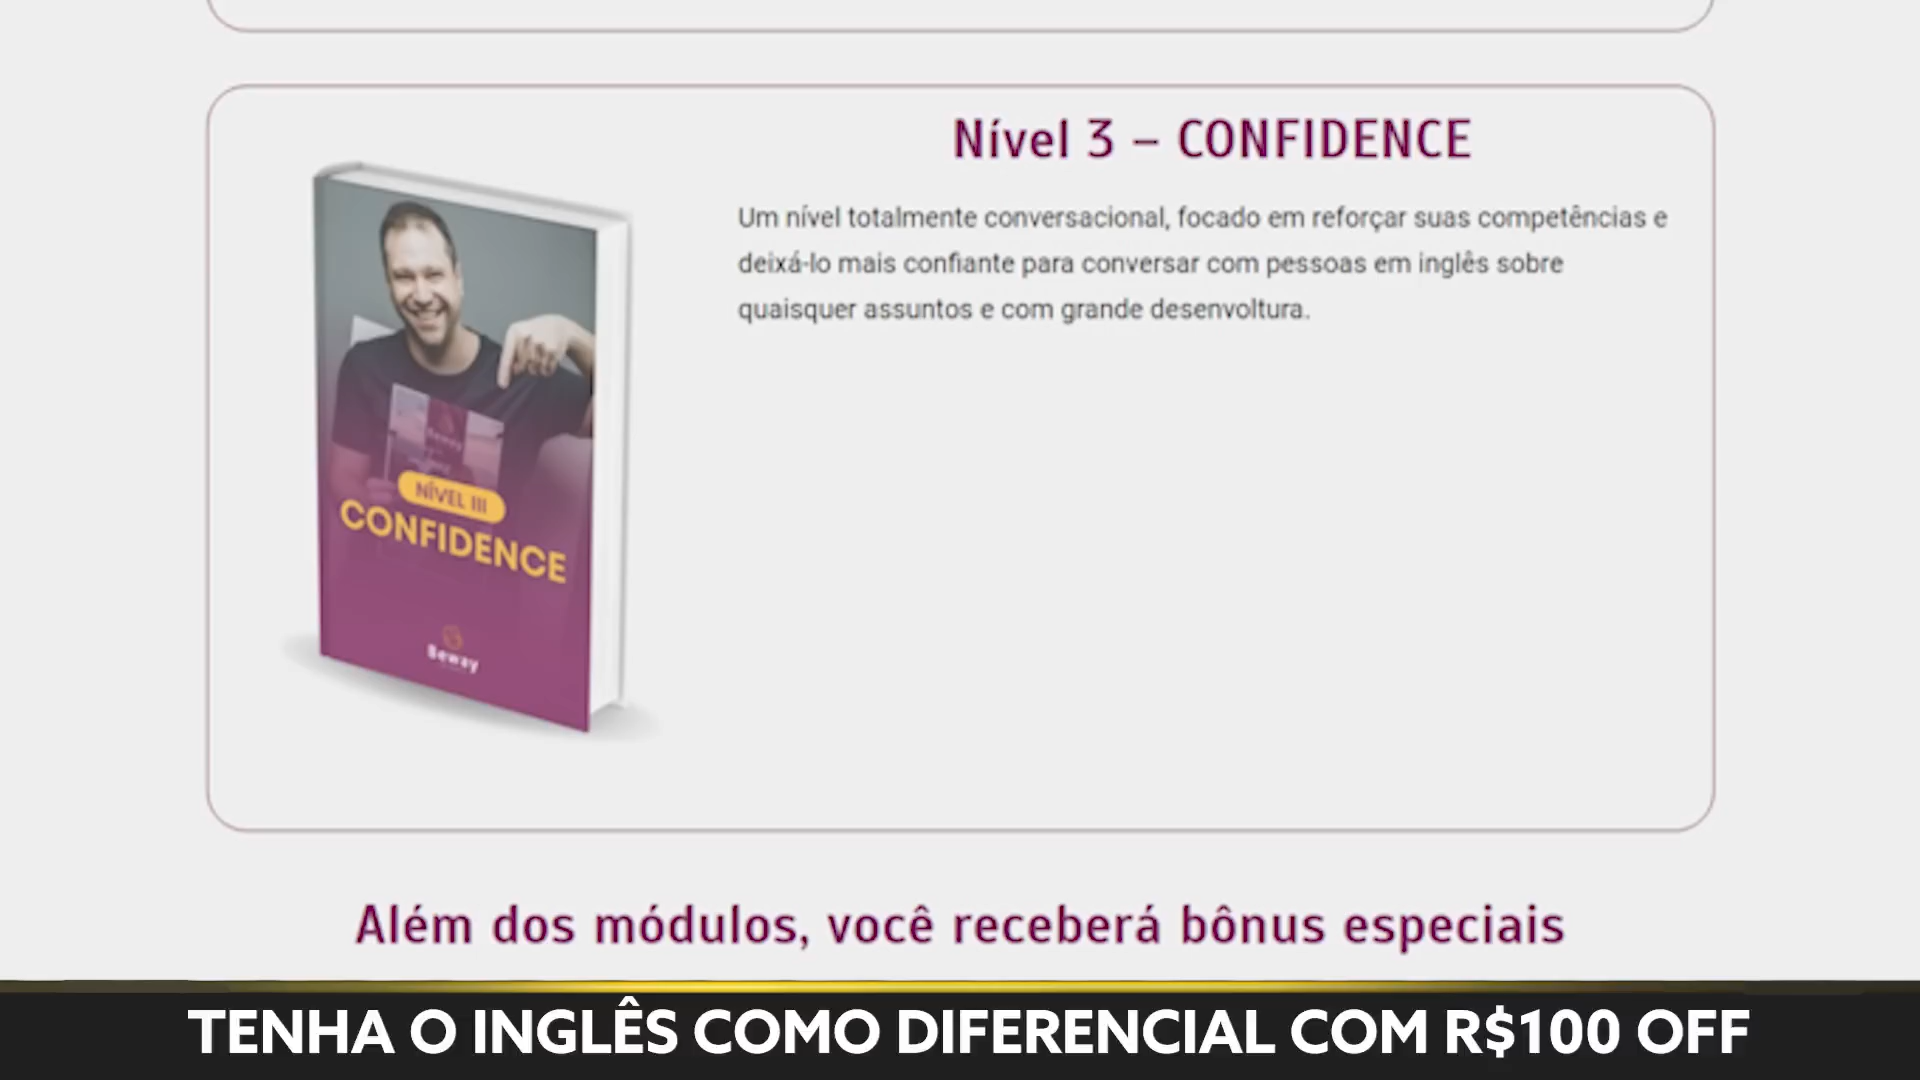 Nível 3 – CONFIDENCE
Um nível totalmente conversacional, focado em reforçar suas competências e
deixá-lo mais confiante para conversar com pessoas em inglês sobre
quaisquer assuntos e com grande desenvoltura.
NÍVEL III
CONFIDENCE
Beway
Além dos módulos, você receberá bônus especiais
TENHA O INGLÊS COMO DIFERENCIAL COM R$100 OFF